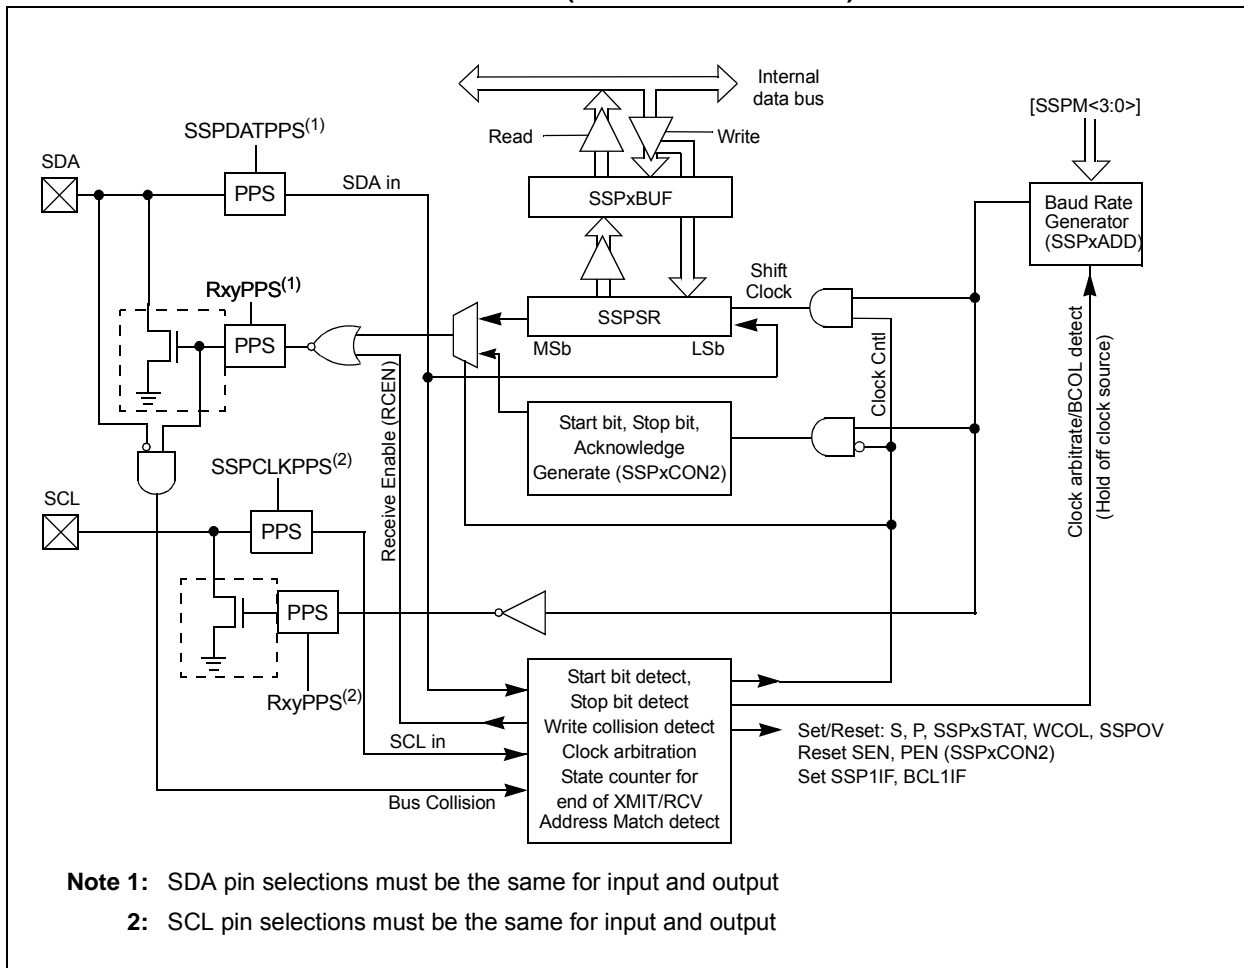 Internal
data bus
[SSPM<3:0>]
Read
Write
SSPDATPPS(1)
SDA
PPS
SDA in
SSPxBUF
Baud Rate
Generator
(SSPxADD)
Shift
Clock
RxyPPS(1)
PPS
SSPSR
MSb
LSb
Clock Cntl
Clock arbitrate/BCOL detect
(Hold off clock source)
Receive Enable (RCEN)
Start bit, Stop bit,
Acknowledge
Generate (SSPxCON2)
SSPCLKPPS(2)
SCL
PPS
PPS
RxyPPS(2)
SCL in
Bus Collision
Start bit detect,
Stop bit detect
Write collision detect
Clock arbitration
State counter for
end of XMIT/RCV
Address Match detect
Set/Reset: S, P, SSPxSTAT, WCOL, SSPOV
Reset SEN, PEN (SSPxCON2)
Set SSP1IF, BCL1IF
Note 1: SDA pin selections must be the same for input and output
2: SCL pin selections must be the same for input and output